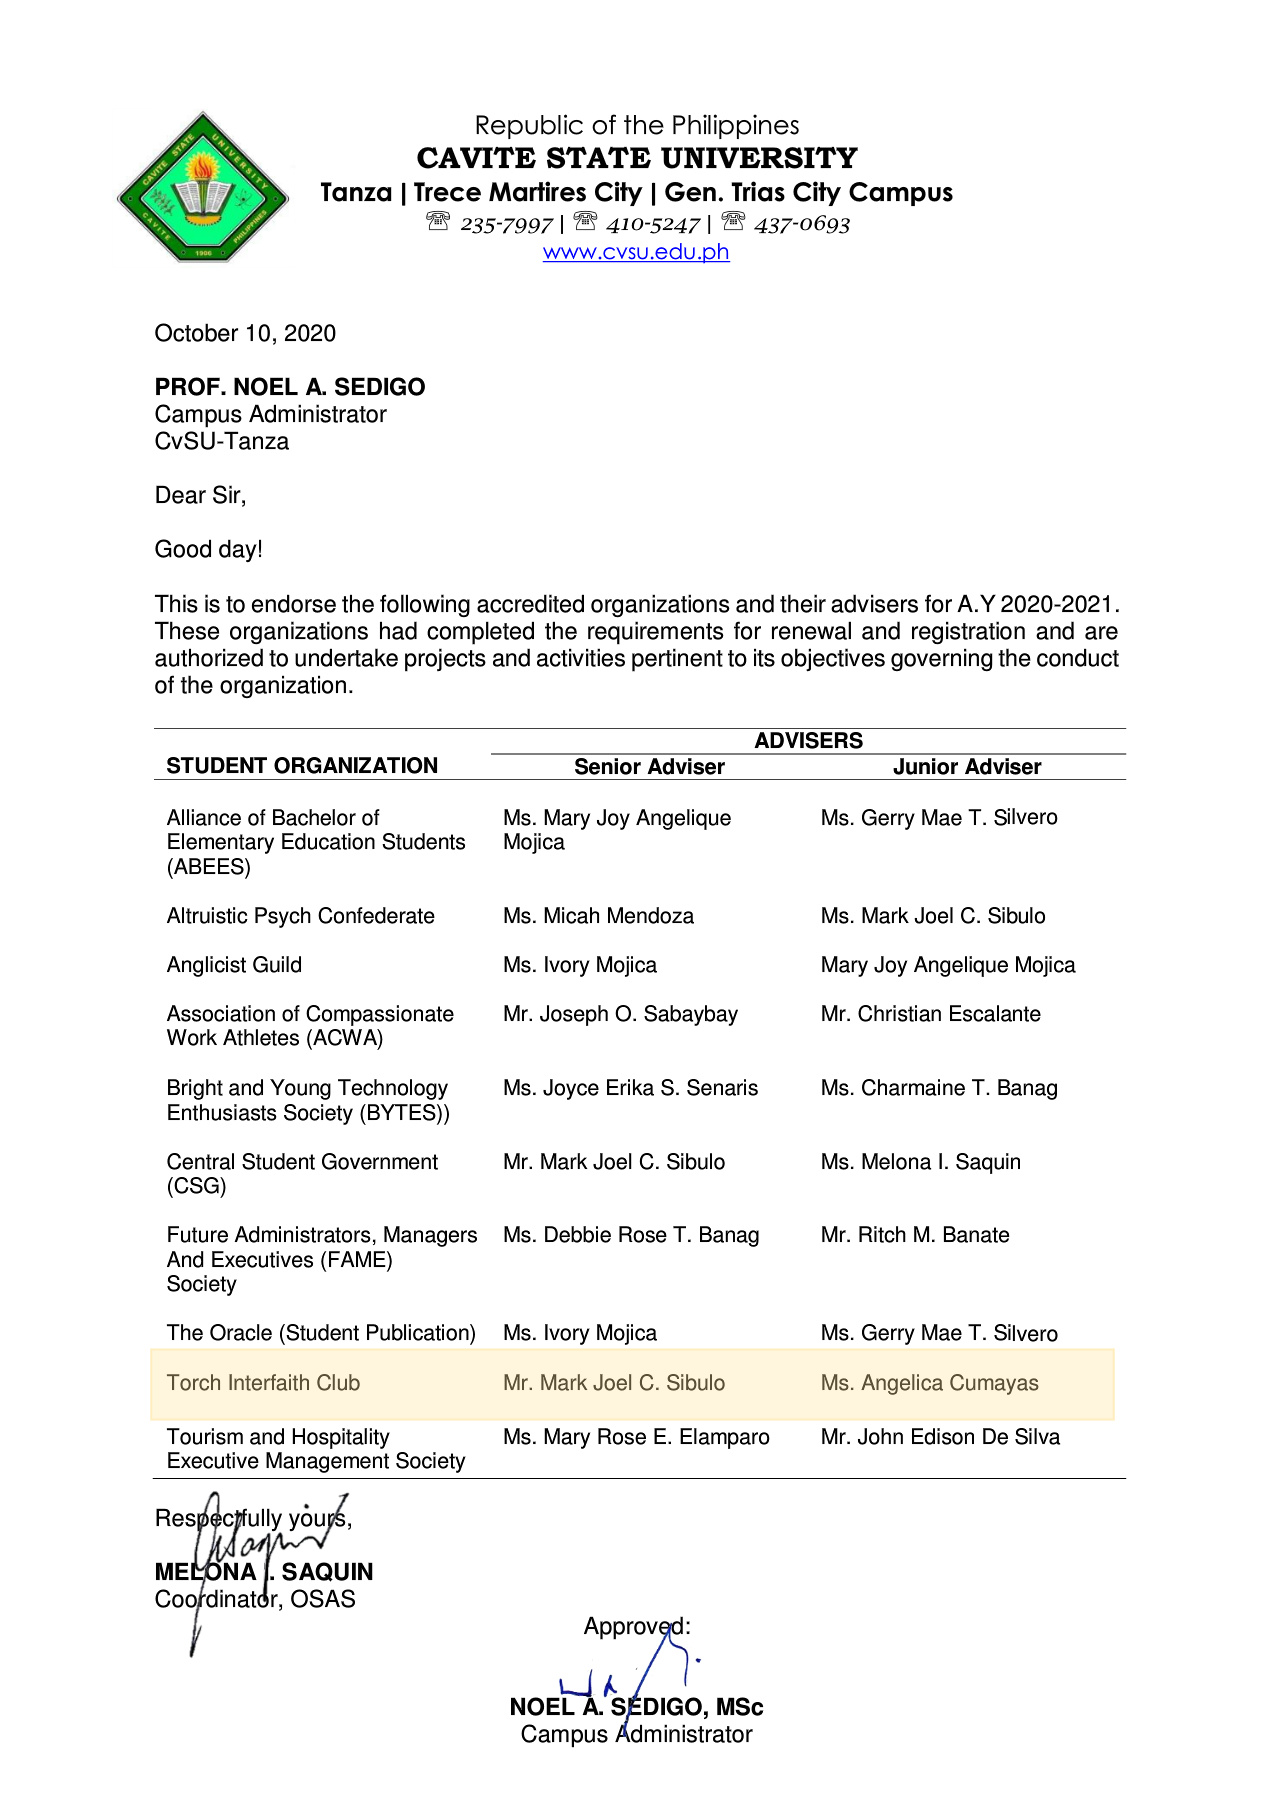 Republic of the Philippines
CAVITE STATE UNIVERSITY
Tanza | Trece Martires City | Gen. Trias City Campus
☏ 235-7997 | ☏ 410-5247 | ☏ 437-0693
www.cvsu.edu.ph
CAVITE STATE UNIVERSITY
CAVITE PHILIPPINES
1906
October 10, 2020
PROF. NOEL A. SEDIGO
Campus Administrator
CvSU-Tanza
Dear Sir,
Good day!
This is to endorse the following accredited organizations and their advisers for A.Y 2020-2021.
These organizations had completed the requirements for renewal and registration and are
authorized to undertake projects and activities pertinent to its objectives governing the conduct
of the organization.
ADVISERS
STUDENT ORGANIZATION Senior Adviser Junior Adviser
Alliance of Bachelor of Ms. Mary Joy Angelique Ms. Gerry Mae T. Silvero
Elementary Education Students Mojica
(ABEES)
Altruistic Psych Confederate Ms. Micah Mendoza Ms. Mark Joel C. Sibulo
Anglicist Guild Ms. Ivory Mojica Mary Joy Angelique Mojica
Association of Compassionate Mr. Joseph O. Sabaybay Mr. Christian Escalante
Work Athletes (ACWA)
Bright and Young Technology Ms. Joyce Erika S. Senaris Ms. Charmaine T. Banag
Enthusiasts Society (BYTES))
Central Student Government Mr. Mark Joel C. Sibulo Ms. Melona I. Saquin
(CSG)
Future Administrators, Managers Ms. Debbie Rose T. Banag Mr. Ritch M. Banate
And Executives (FAME)
Society
The Oracle (Student Publication) Ms. Ivory Mojica Ms. Gerry Mae T. Silvero
Torch Interfaith Club Mr. Mark Joel C. Sibulo Ms. Angelica Cumayas
Tourism and Hospitality Ms. Mary Rose E. Elamparo Mr. John Edison De Silva
Executive Management Society
Respectfully yours,
MELONA I. SAQUIN
Coordinator, OSAS
Approved:
NOEL A. SEDIGO, MSc
Campus Administrator